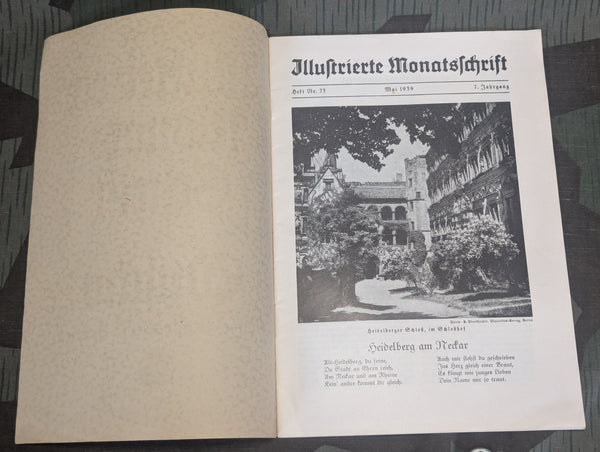 Illustrierte Monatsschrift
Heft Nr. 75 Mai 1939 7. Jahrgang
Heidelberger Schloß, im Schloßhof
Heidelberg am Neckar
Alt-Heidelberg, du feine,
Du Stadt an Ehren reich,
Am Neckar und am Rheine
Kein' andre kommt dir gleich.
Auch mir stehst du geschrieben
Ins Herz gleich einer Braut,
Es klingt wie junges Lieben
Dein Name mir so traut.